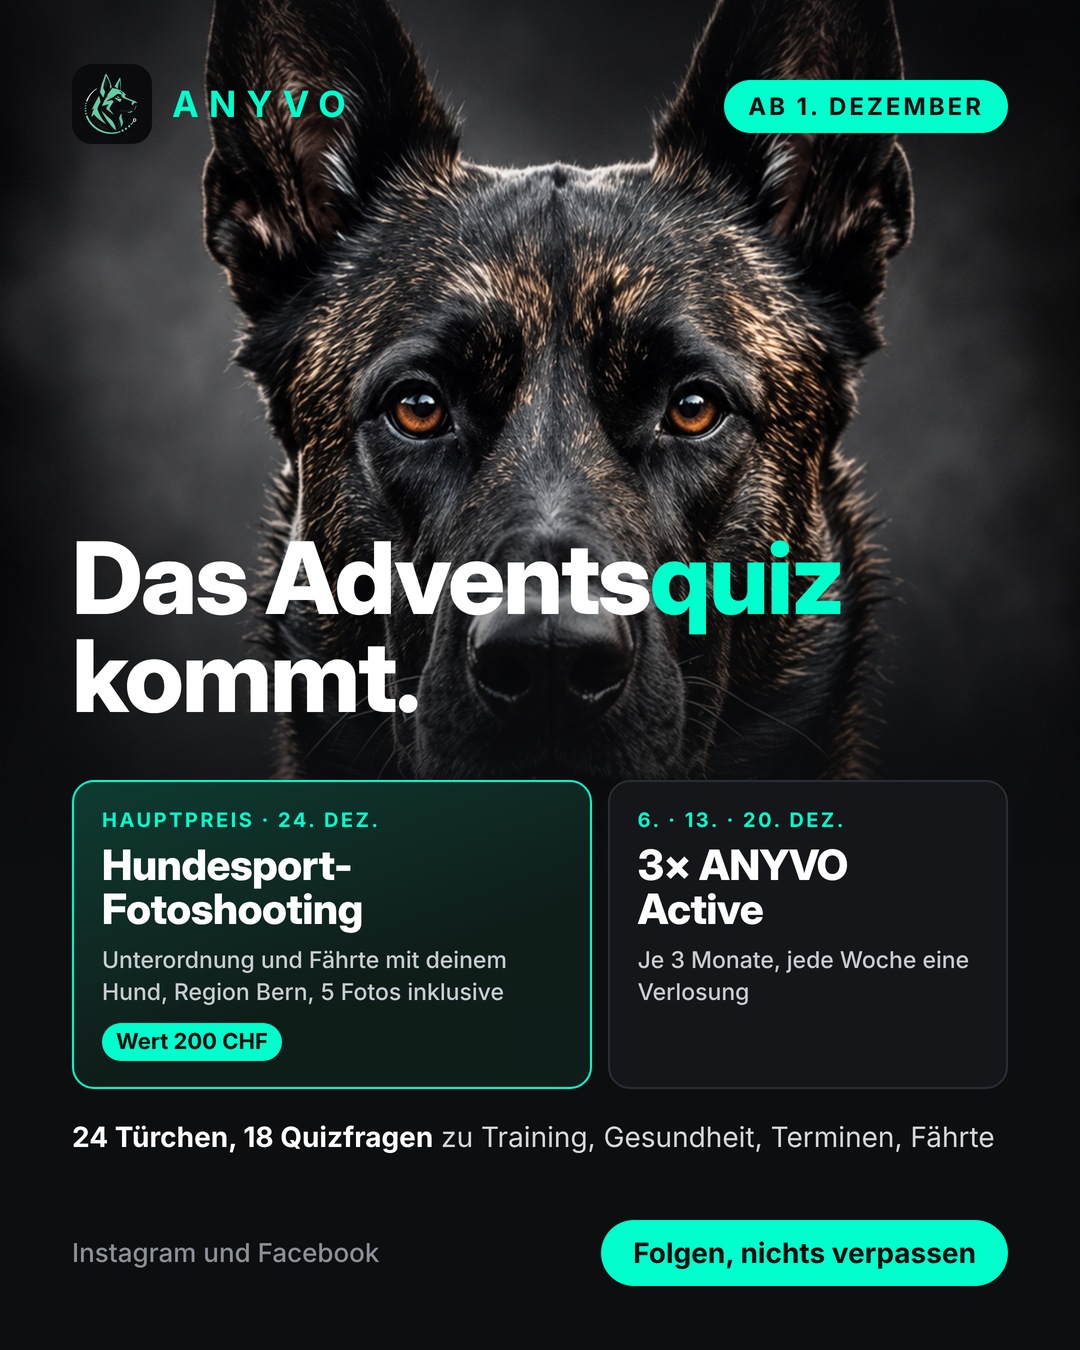 ANYVO
AB 1. DEZEMBER
Das Adventsquiz
kommt.
HAUPTPREIS · 24. DEZ.
Hundesport-
Fotoshooting
Unterordnung und Fährte mit deinem
Hund, Region Bern, 5 Fotos inklusive
Wert 200 CHF
6. · 13. · 20. DEZ.
3× ANYVO
Active
Je 3 Monate, jede Woche eine
Verlosung
24 Türchen, 18 Quizfragen zu Training, Gesundheit, Terminen, Fährte
Instagram und Facebook
Folgen, nichts verpassen